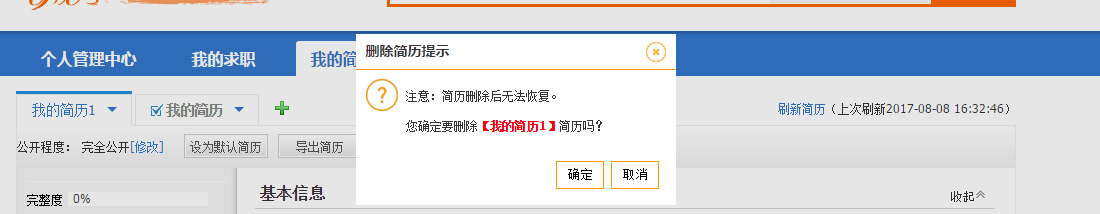 个人管理中心 我的求职 我的简
删除简历提示
注意：简历删除后无法恢复。
您确定要删除【我的简历1】简历吗？
确定 取消
我的简历1 我的简历
刷新简历（上次刷新2017-08-08 16:32:46）
公开程度： 完全公开[修改] 设为默认简历 导出简历
完整度 0%
基本信息 收起